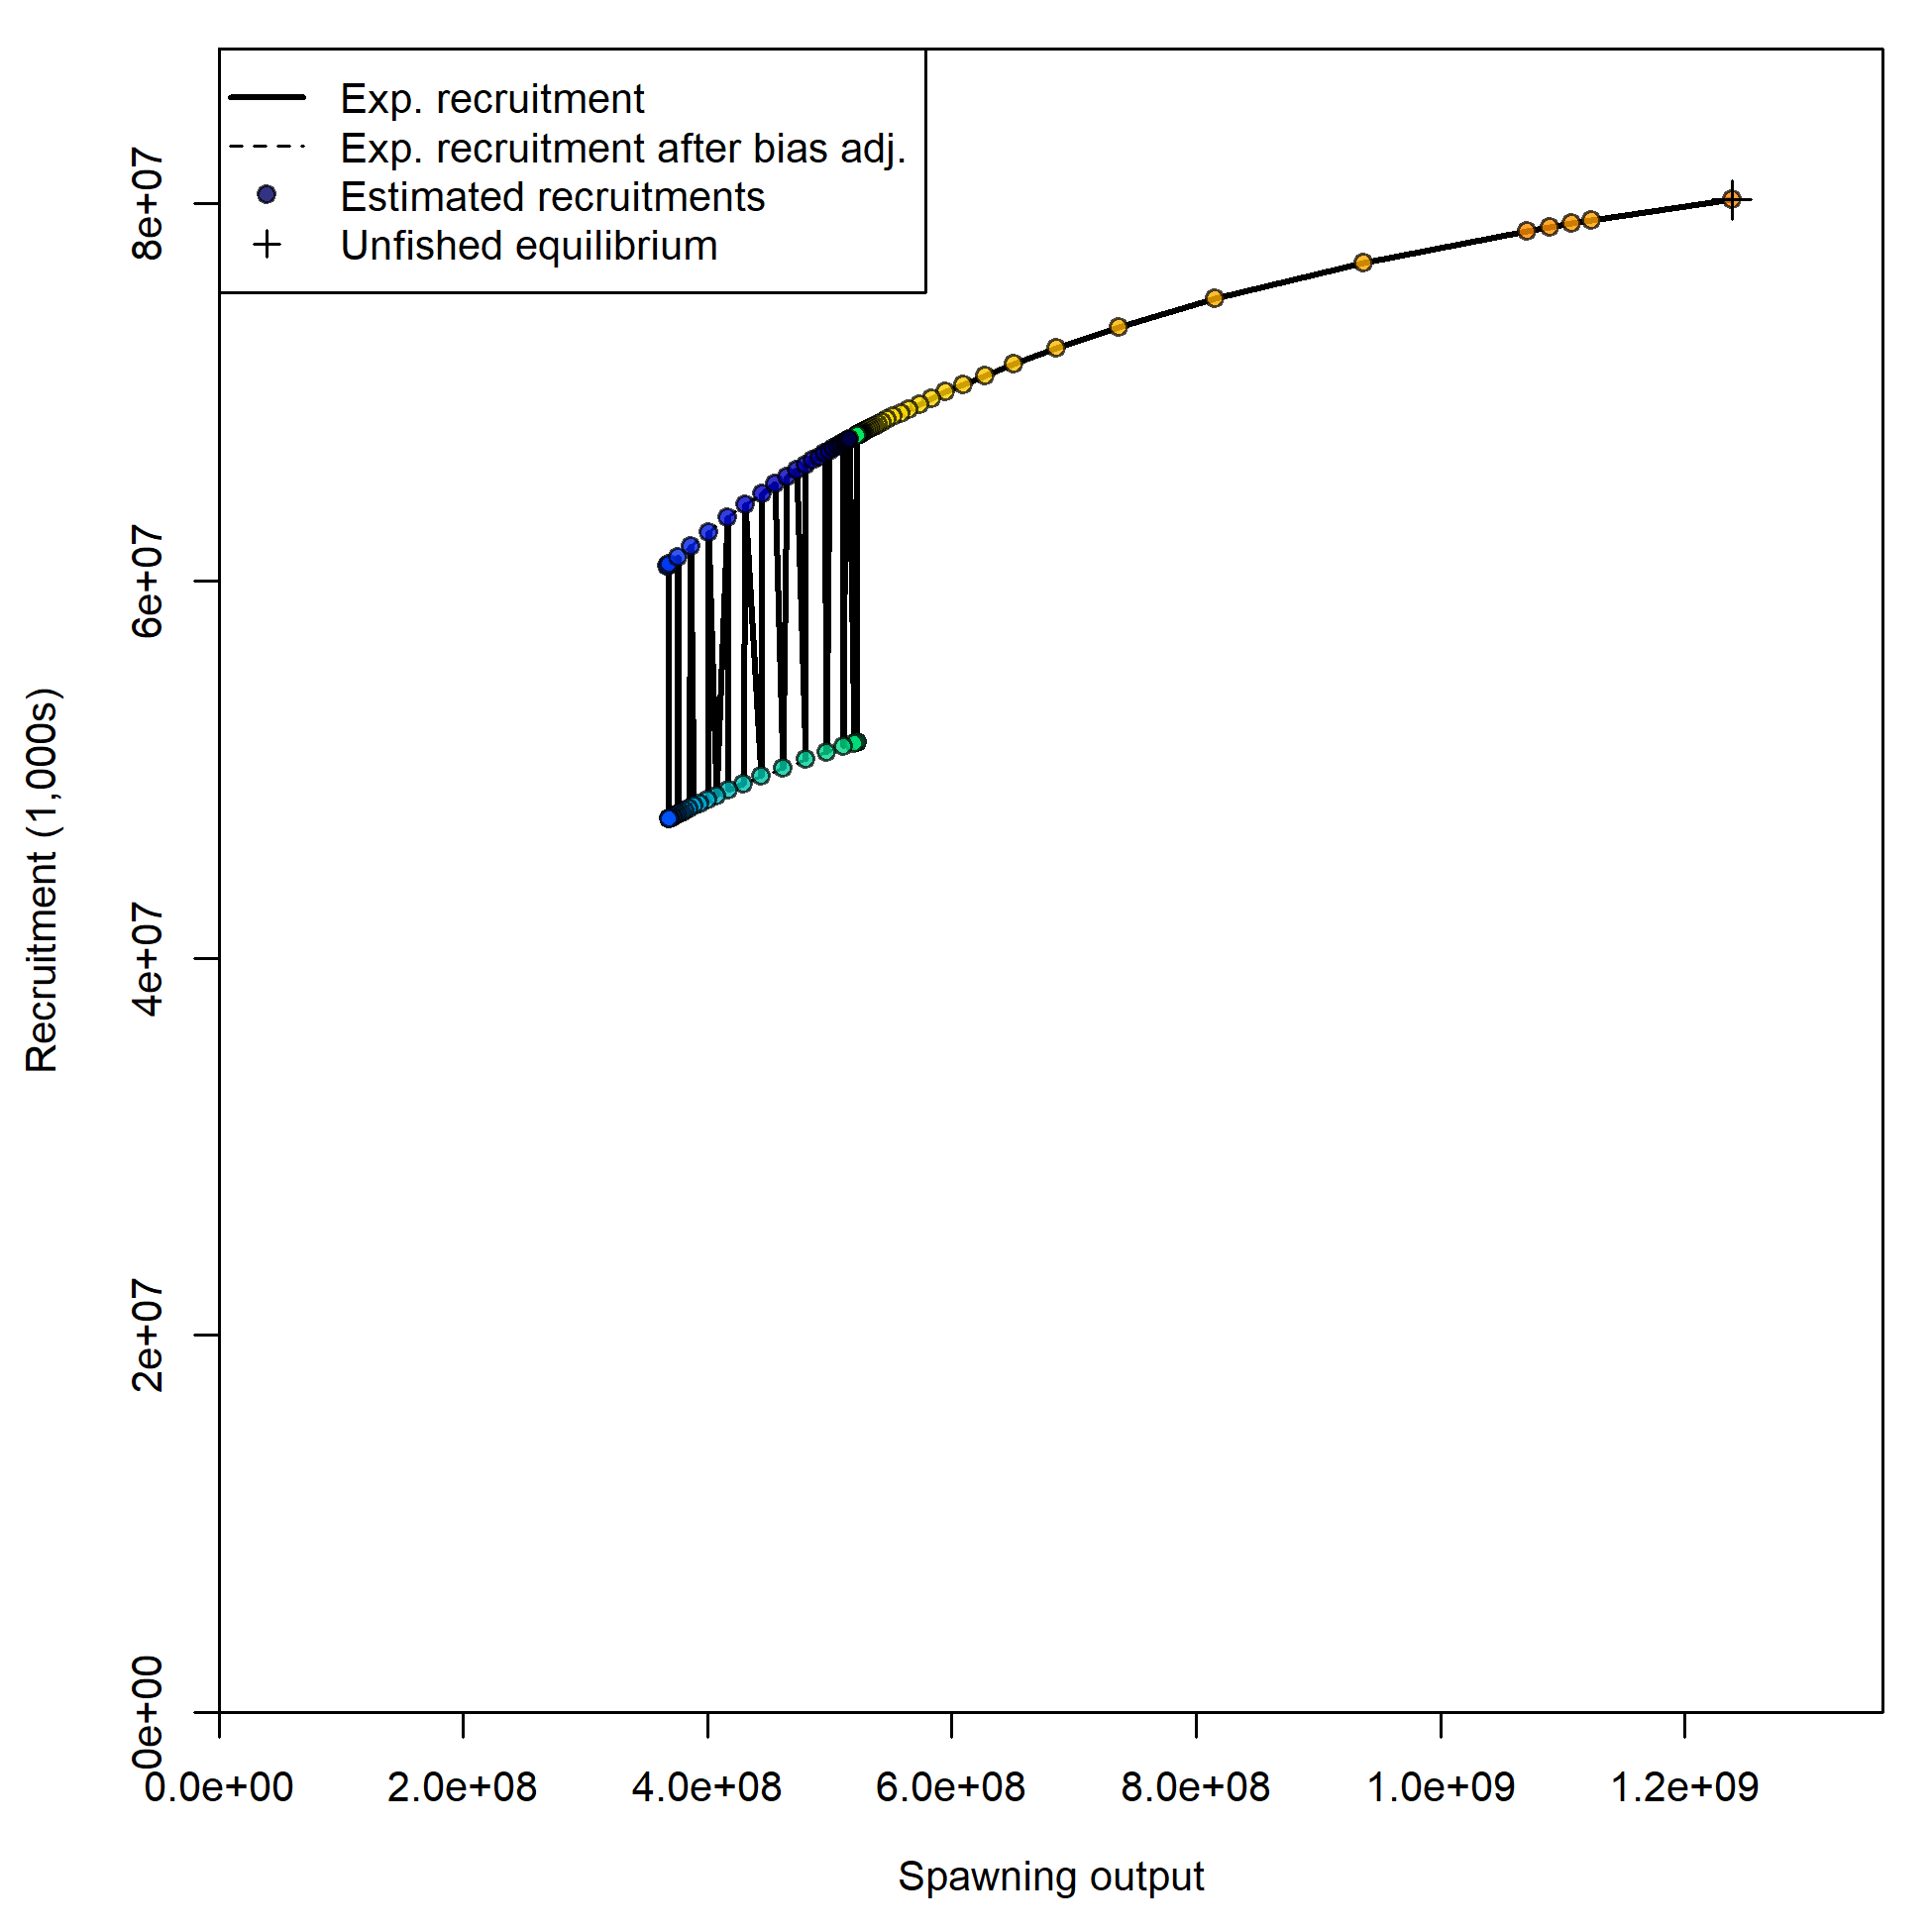 Exp. recruitment
Exp. recruitment after bias adj.
Estimated recruitments
Unfished equilibrium
8e+07
6e+07
4e+07
2e+07
0e+00
Recruitment (1,000s)
0.0e+00 2.0e+08 4.0e+08 6.0e+08 8.0e+08 1.0e+09 1.2e+09
Spawning output